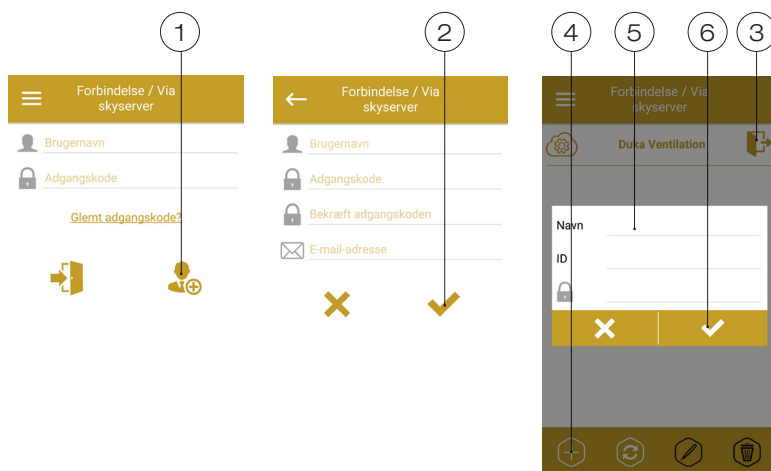 1
2
4
5
6
3
Forbindelse / Via
skyserver
Brugernavn
Adgangskode
Glemt adgangskode?
Forbindelse / Via
skyserver
Brugernavn
Adgangskode
Bekræft adgangskoden
E-mail-adresse
Forbindelse / Via
skyserver
Duka Ventilation
Navn
ID